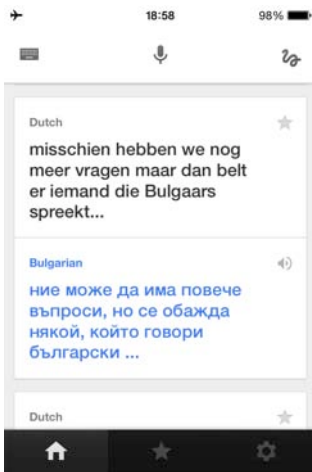 18:58
98%
Dutch
misschien hebben we nog
meer vragen maar dan belt
er iemand die Bulgaars
spreekt...
Bulgarian
ние може да има повече
въпроси, но се обажда
някой, който говори
български ...
Dutch